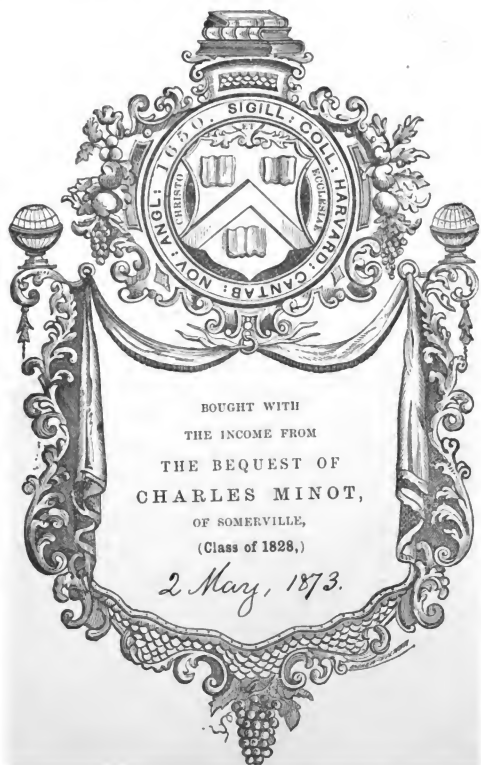 SIGILL : COLL : HARVARD : CANTAB : NOV : ANGL : 1650.
ET
CHRISTO
ECCLESIAE
BOUGHT WITH
THE INCOME FROM
THE BEQUEST OF
CHARLES MINOT,
OF SOMERVILLE,
(Class of 1828,)
2 May, 1873.